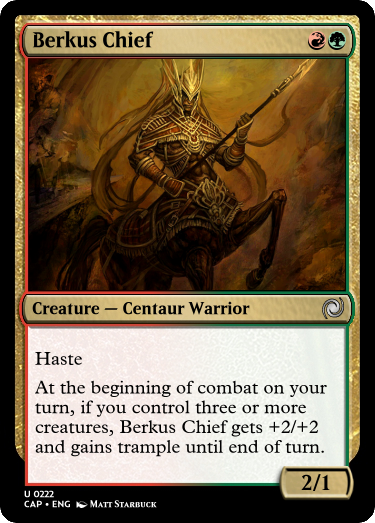 Berkus Chief
Creature — Centaur Warrior
Haste
At the beginning of combat on your
turn, if you control three or more
creatures, Berkus Chief gets +2/+2
and gains trample until end of turn.
2/1
U 0222
CAP • ENG Matt Starbuck